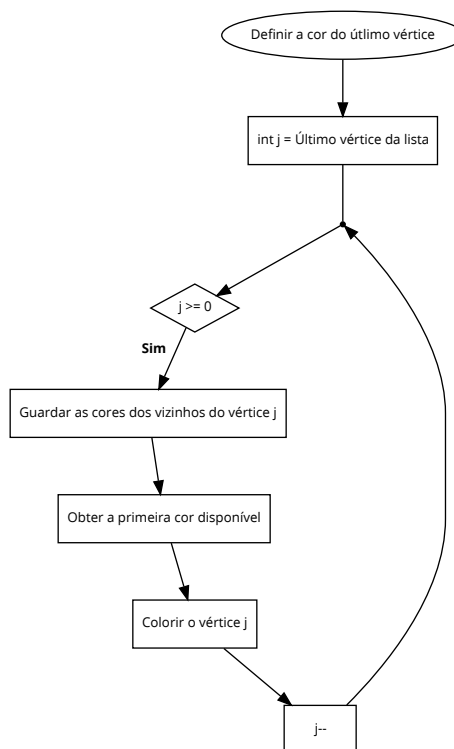 Definir a cor do útlimo vértice
int j = Último vértice da lista
j >= 0
Sim
Guardar as cores dos vizinhos do vértice j
Obter a primeira cor disponível
Colorir o vértice j
j--